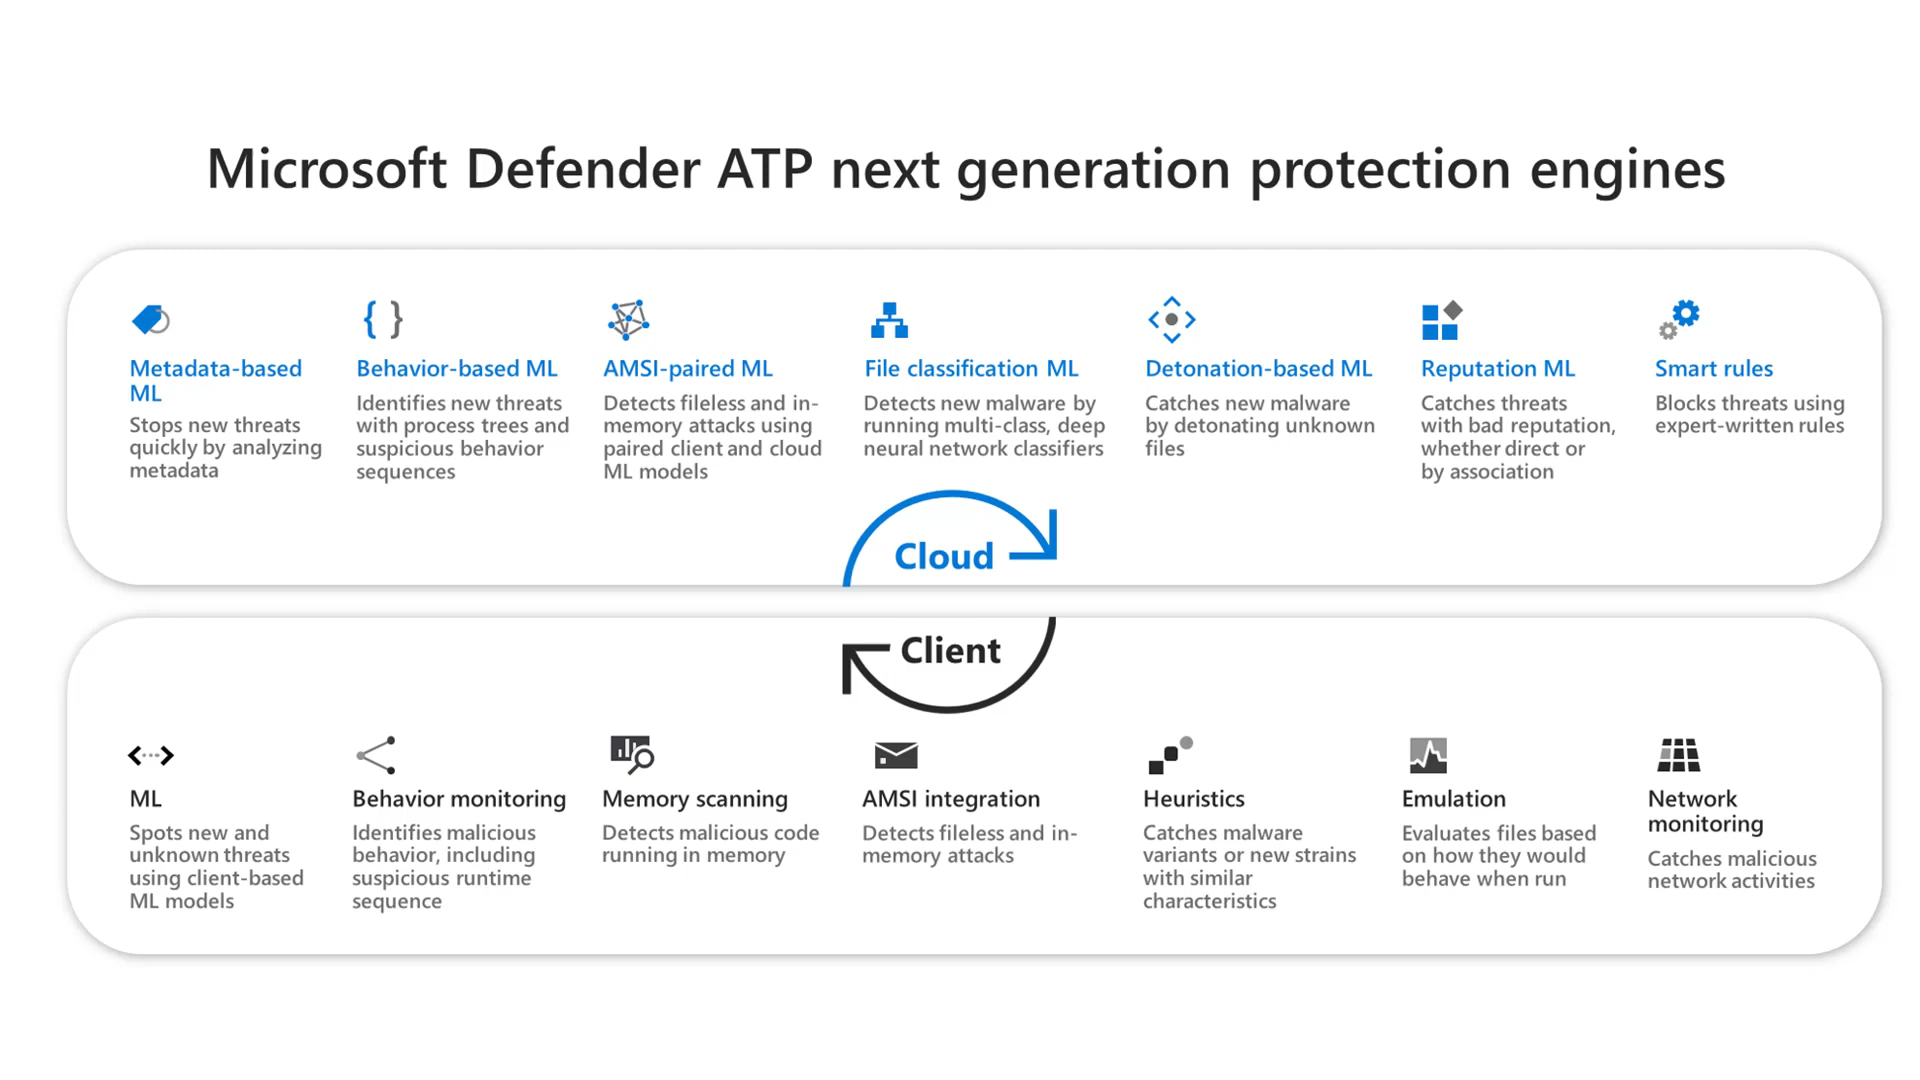 Microsoft Defender ATP next generation protection engines
Metadata-based
ML
Stops new threats
quickly by analyzing
metadata
Behavior-based ML
Identifies new threats
with process trees and
suspicious behavior
sequences
AMSI-paired ML
Detects fileless and in-
memory attacks using
paired client and cloud
ML models
File classification ML
Detects new malware by
running multi-class, deep
neural network classifiers
Detonation-based ML
Catches new malware
by detonating unknown
files
Reputation ML
Catches threats
with bad reputation,
whether direct or
by association
Smart rules
Blocks threats using
expert-written rules
Cloud
Client
ML
Spots new and
unknown threats
using client-based
ML models
Behavior monitoring
Identifies malicious
behavior, including
suspicious runtime
sequence
Memory scanning
Detects malicious code
running in memory
AMSI integration
Detects fileless and in-
memory attacks
Heuristics
Catches malware
variants or new strains
with similar
characteristics
Emulation
Evaluates files based
on how they would
behave when run
Network
monitoring
Catches malicious
network activities